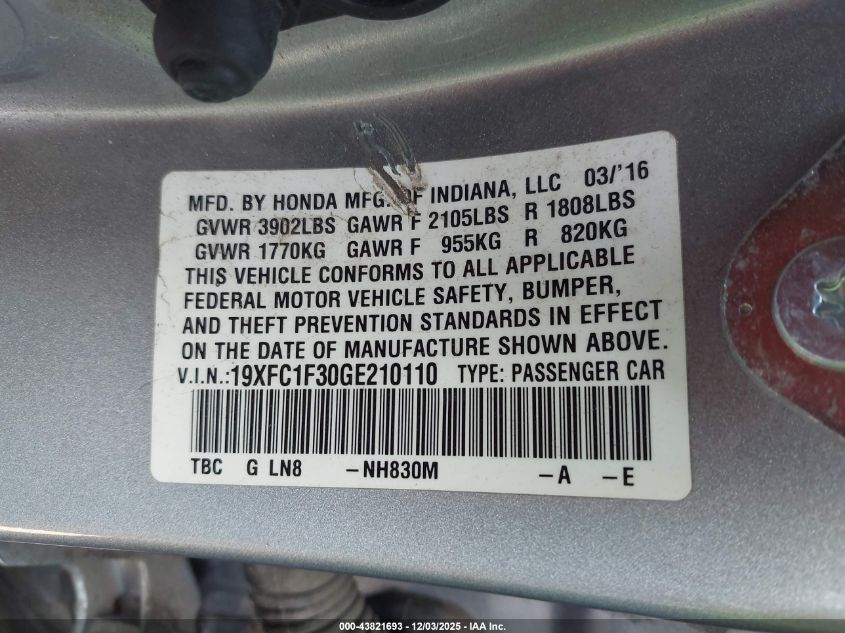 MFD. BY HONDA MFG. OF INDIANA, LLC 03/'16
GVWR 3902LBS GAWR F 2105LBS R 1808LBS
GVWR 1770KG GAWR F 955KG R 820KG
THIS VEHICLE CONFORMS TO ALL APPLICABLE
FEDERAL MOTOR VEHICLE SAFETY, BUMPER,
AND THEFT PREVENTION STANDARDS IN EFFECT
ON THE DATE OF MANUFACTURE SHOWN ABOVE.
V.I.N.:19XFC1F30GE210110 TYPE: PASSENGER CAR
TBC G LN8 –NH830M –A –E
000-43821693 - 12/03/2025 - IAA Inc.